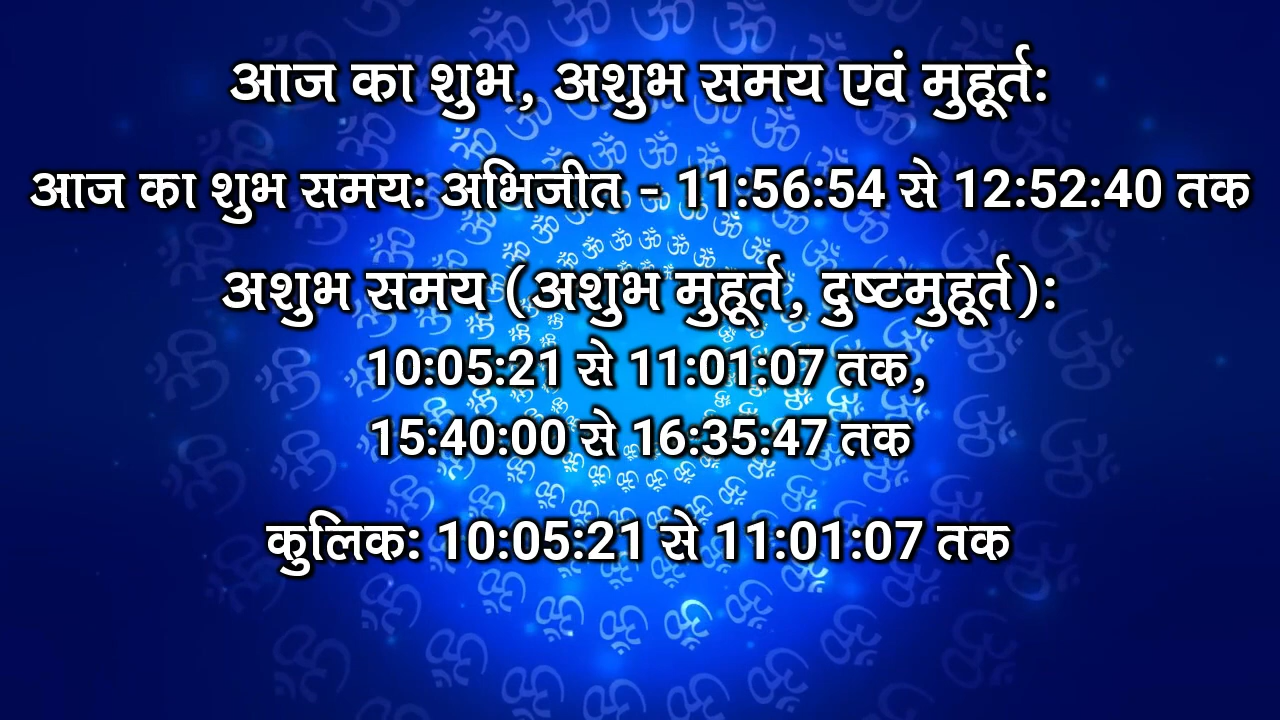 आज का शुभ, अशुभ समय एवं मुहूर्त:
आज का शुभ समय: अभिजीत - 11:56:54 से 12:52:40 तक
अशुभ समय (अशुभ मुहूर्त, दुष्टमुहूर्त):
10:05:21 से 11:01:07 तक,
15:40:00 से 16:35:47 तक
कुलिक: 10:05:21 से 11:01:07 तक